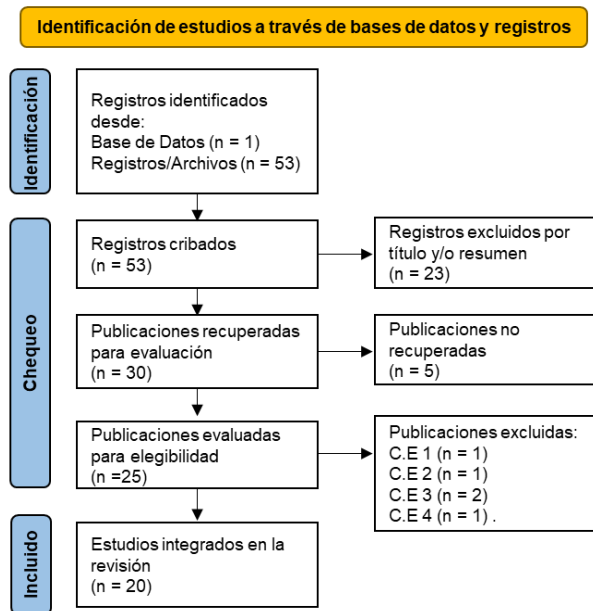 Identificación de estudios a través de bases de datos y registros
Identificación
Registros identificados
desde:
Base de Datos (n = 1)
Registros/Archivos (n = 53)
Chequeo
Registros cribados
(n = 53)
Registros excluidos por
título y/o resumen
(n = 23)
Publicaciones recuperadas
para evaluación
(n = 30)
Publicaciones no
recuperadas
(n = 5)
Publicaciones evaluadas
para elegibilidad
(n =25)
Publicaciones excluidas:
C.E 1 (n = 1)
C.E 2 (n = 1)
C.E 3 (n = 2)
C.E 4 (n = 1) .
Incluido
Estudios integrados en la
revisión
(n = 20)